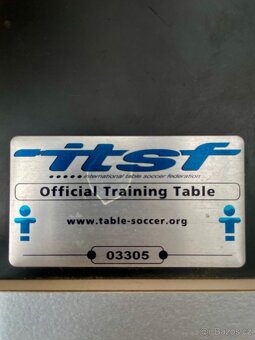 itsf
international table soccer federation
Official Training Table
www.table-soccer.org
03305